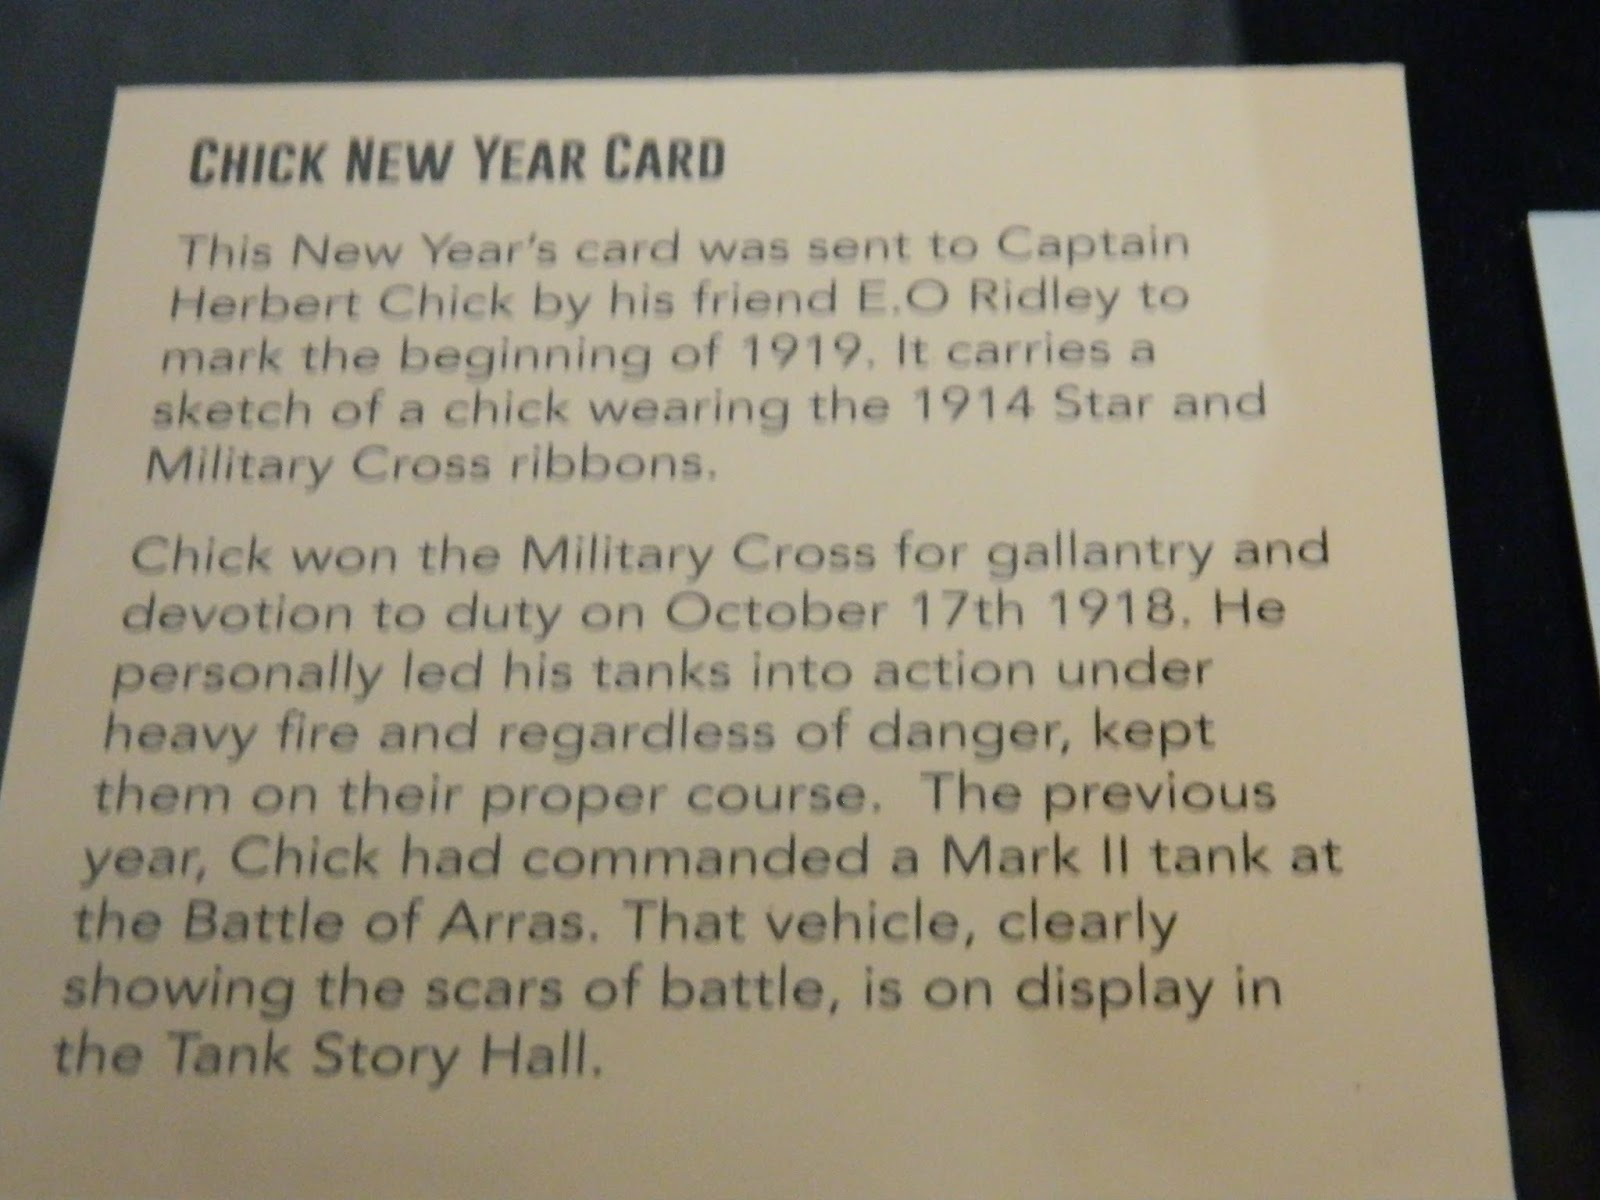 CHICK NEW YEAR CARD
This New Year's card was sent to Captain
Herbert Chick by his friend E.O Ridley to
mark the beginning of 1919. It carries a
sketch of a chick wearing the 1914 Star and
Military Cross ribbons.
Chick won the Military Cross for gallantry and
devotion to duty on October 17th 1918. He
personally led his tanks into action under
heavy fire and regardless of danger, kept
them on their proper course. The previous
year, Chick had commanded a Mark II tank at
the Battle of Arras. That vehicle, clearly
showing the scars of battle, is on display in
the Tank Story Hall.